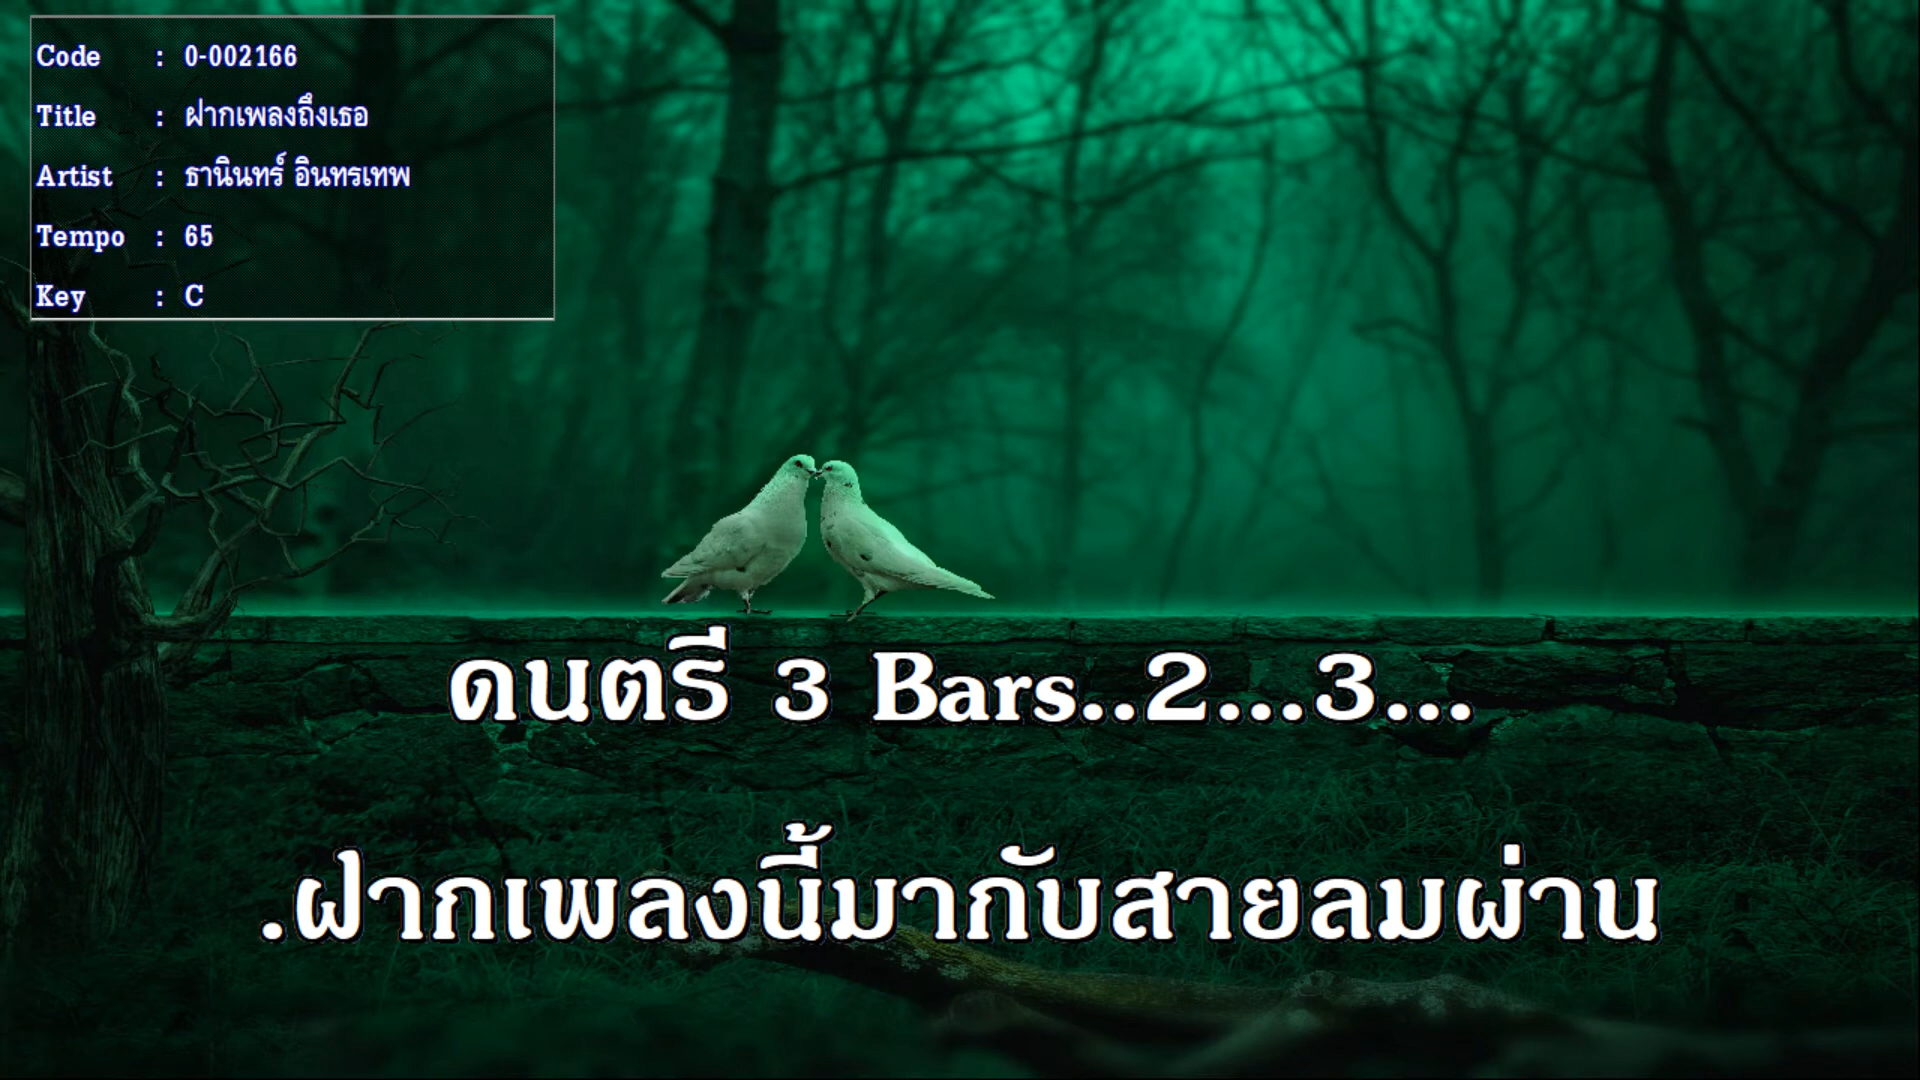 Code : 0-002166
Title : ฝากเพลงถึงเธอ
Artist : ธานินทร์ อินทรเทพ
Tempo : 65
Key : C
ดนตรี 3 Bars..2...3...
.ฝากเพลงนี้มากับสายลมผ่าน